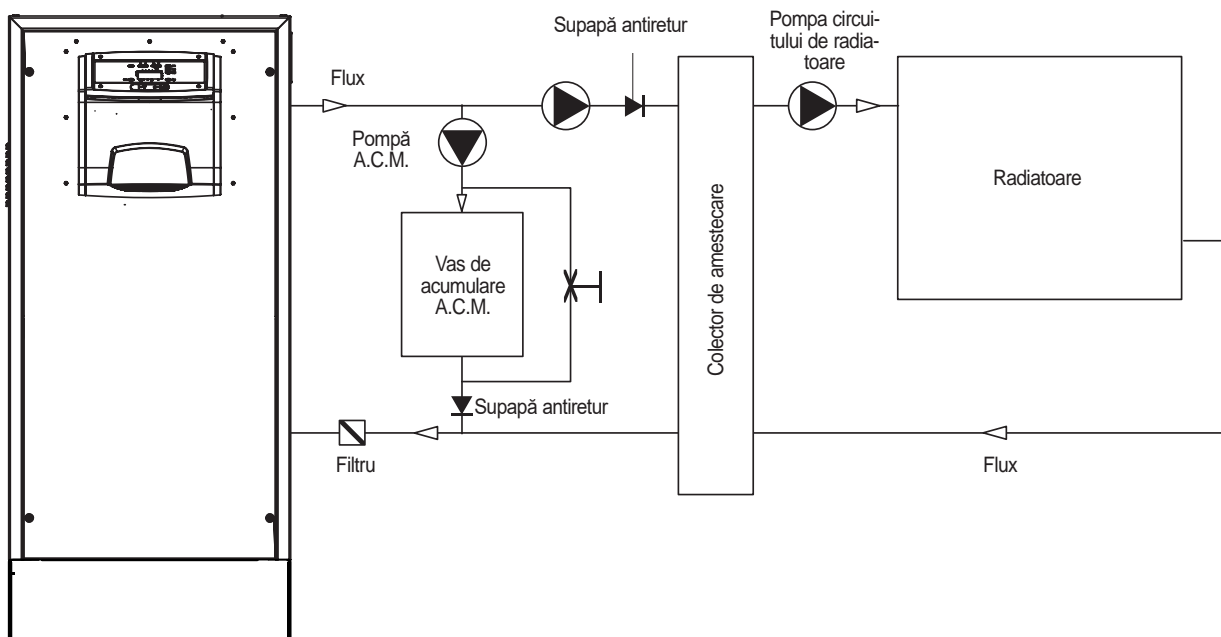 Supapă antiretur
Pompa circui-
tului de radia-
toare
Flux
Pompă
A.C.M.
Radiatoare
Vas de
acumulare
A.C.M.
Colector de amestecare
Supapă antiretur
Filtru
Flux